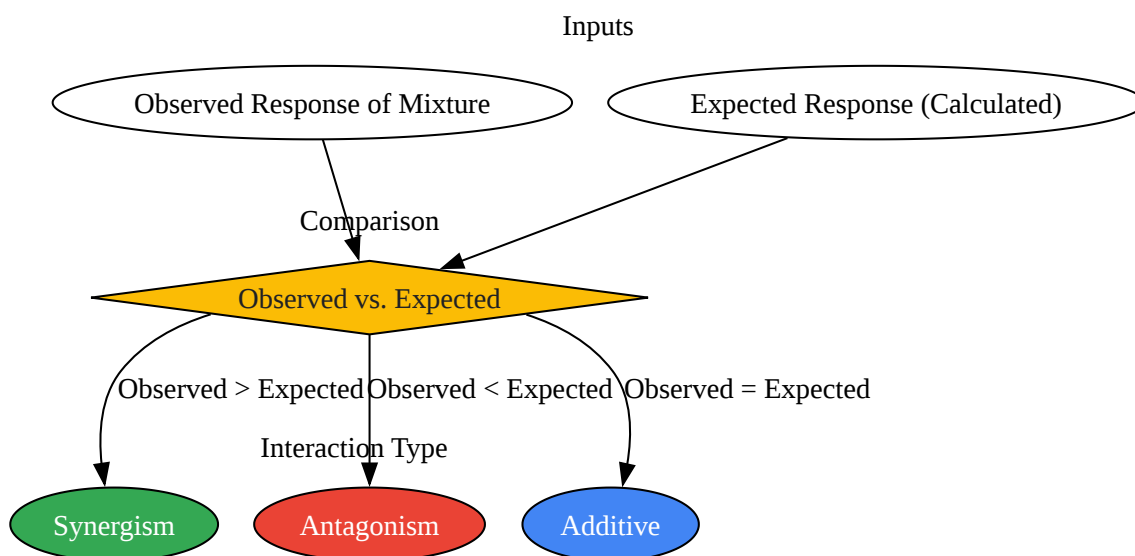 Inputs
Observed Response of Mixture
Expected Response (Calculated)
Comparison
Observed vs. Expected
Observed > Expected
Observed < Expected
Observed = Expected
Interaction Type
Synergism
Antagonism
Additive